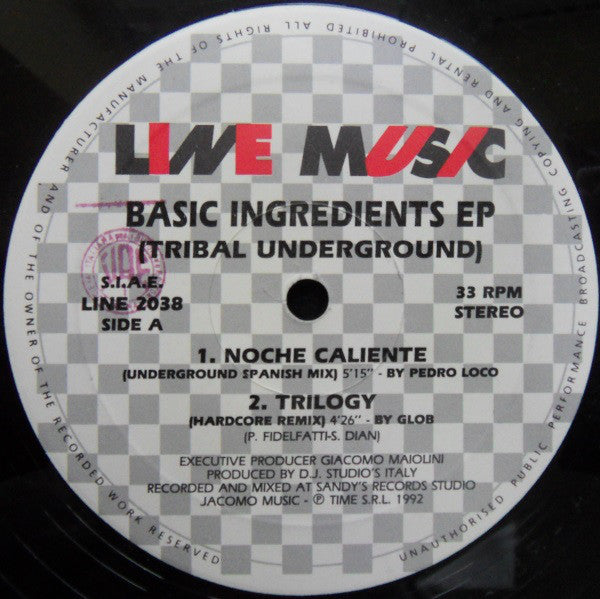 ALL RIGHTS OF THE MANUFACTURER AND OF THE OWNER OF THE RECORDED WORK RESERVED
UNAUTHORISED PUBLIC PERFORMANCE BROADCASTING COPYING AND RENTAL PROHIBITED
LINE MUSIC
BASIC INGREDIENTS EP
(TRIBAL UNDERGROUND)
S.I.A.E.
LINE 2038
SIDE A
33 RPM
STEREO
1. NOCHE CALIENTE
(UNDERGROUND SPANISH MIX) 5'15" - BY PEDRO LOCO
2. TRILOGY
(HARDCORE REMIX) 4'26" - BY GLOB
(P. FIDELFATTI-S. DIAN)
EXECUTIVE PRODUCER GIACOMO MAIOLINI
PRODUCED BY D.J. STUDIO'S ITALY
RECORDED AND MIXED AT SANDY'S RECORDS STUDIO
JACOMO MUSIC - ℗ TIME S.R.L. 1992